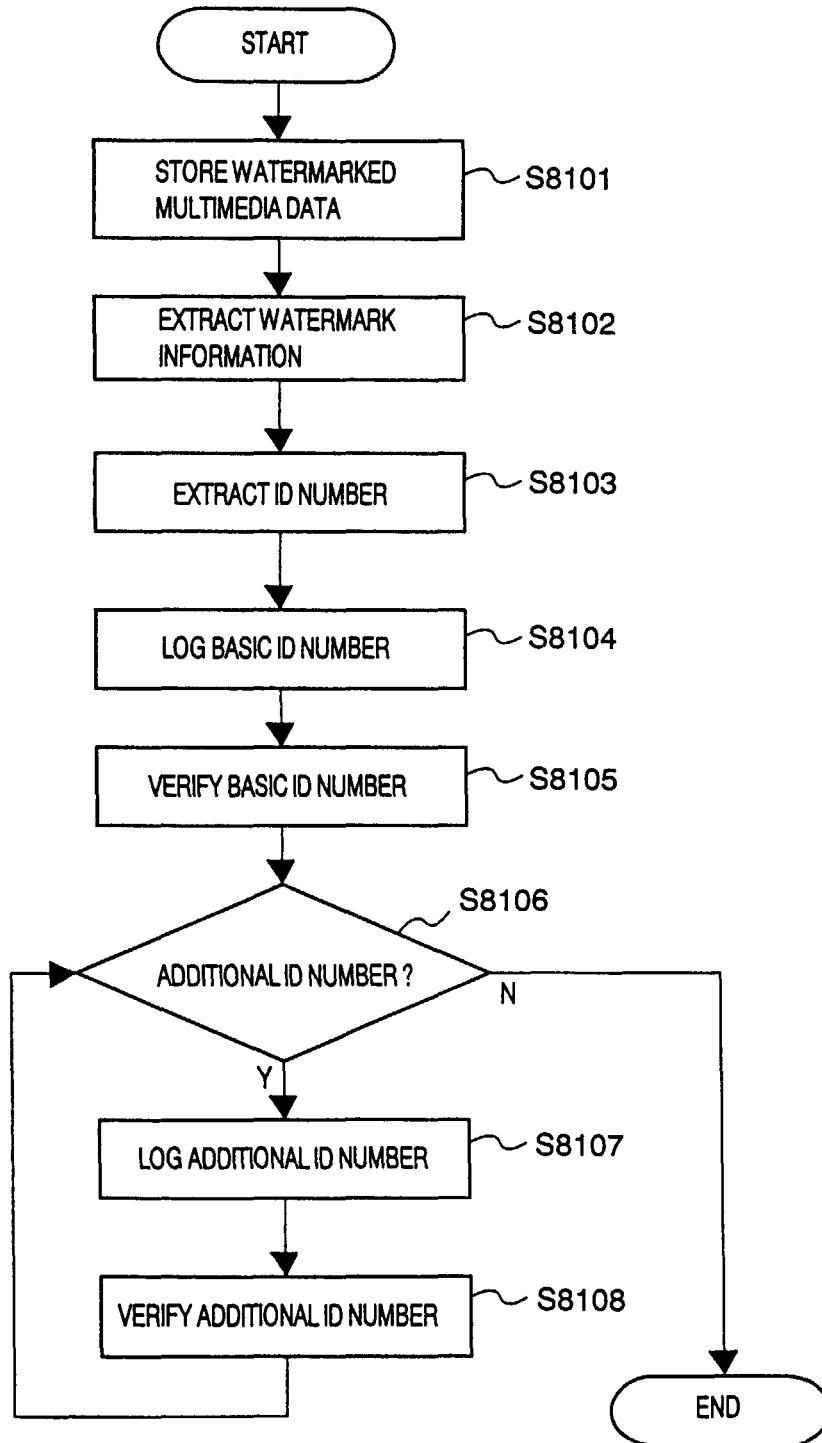 START
STORE WATERMARKED
MULTIMEDIA DATA
S8101
EXTRACT WATERMARK
INFORMATION
S8102
EXTRACT ID NUMBER
S8103
LOG BASIC ID NUMBER
S8104
VERIFY BASIC ID NUMBER
S8105
S8106
ADDITIONAL ID NUMBER ?
N
Y
LOG ADDITIONAL ID NUMBER
S8107
VERIFY ADDITIONAL ID NUMBER
S8108
END